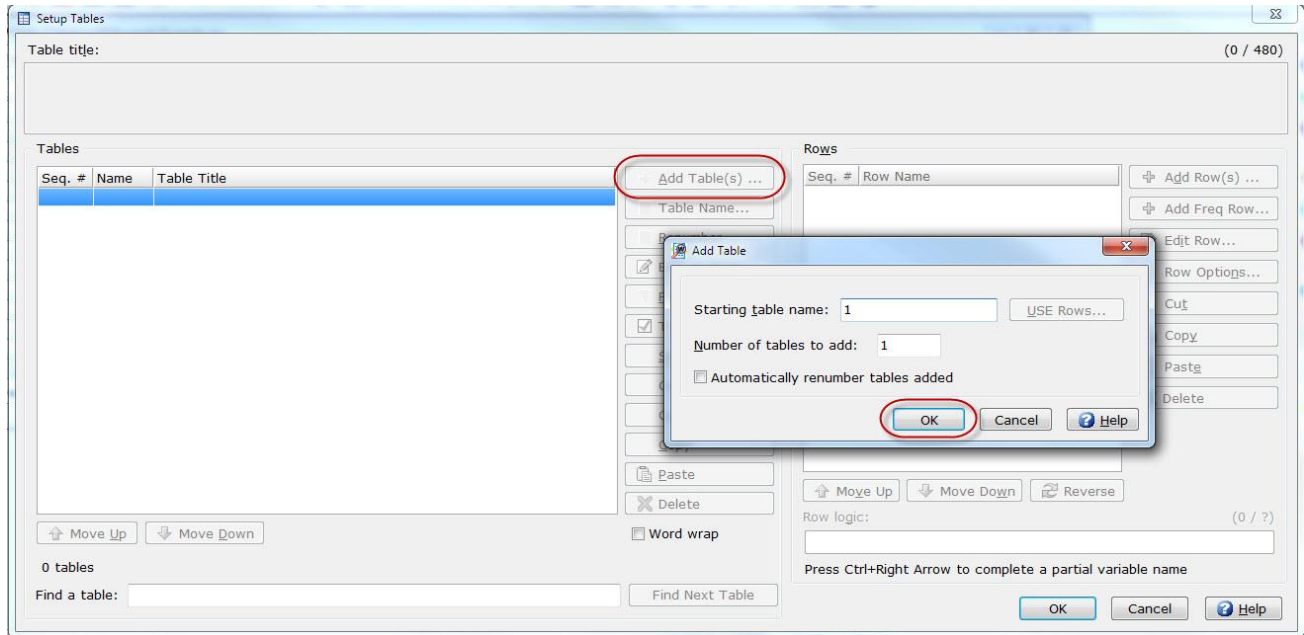 Setup Tables
Table title: (0 / 480)
Tables
Seq. # Name Table Title
Add Table(s) ...
Table Name...
Paste
Delete
Move Up Move Down
Word wrap
0 tables
Find a table: Find Next Table
Rows
Seq. # Row Name
Add Row(s) ...
Add Freq Row...
Edit Row...
Row Options...
Cut
Copy
Paste
Delete
Move Up Move Down Reverse
Row logic: (0 / ?)
Press Ctrl+Right Arrow to complete a partial variable name
OK Cancel Help
Add Table
Starting table name: 1 USE Rows...
Number of tables to add: 1
Automatically renumber tables added
OK Cancel Help